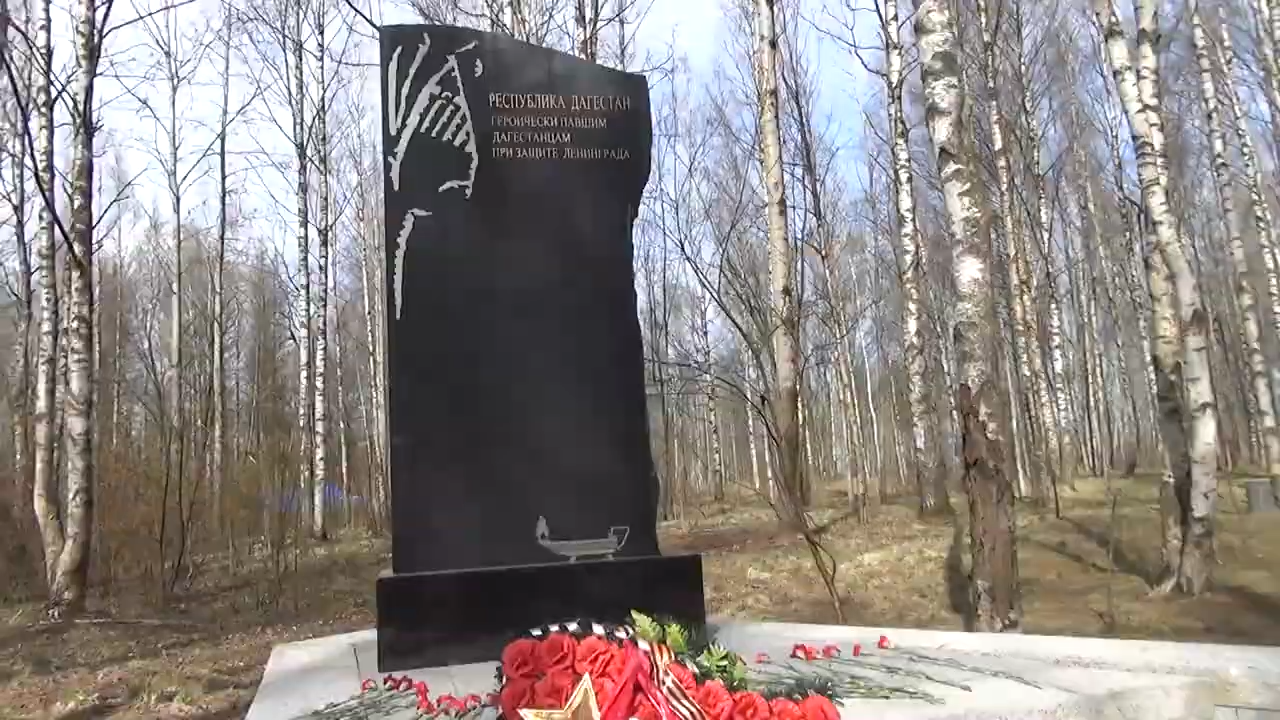 РЕСПУБЛИКА ДАГЕСТАН
ГЕРОИЧЕСКИ ПАВШИМ
ДАГЕСТАНЦАМ
ПРИ ЗАЩИТЕ ЛЕНИНГРАДА